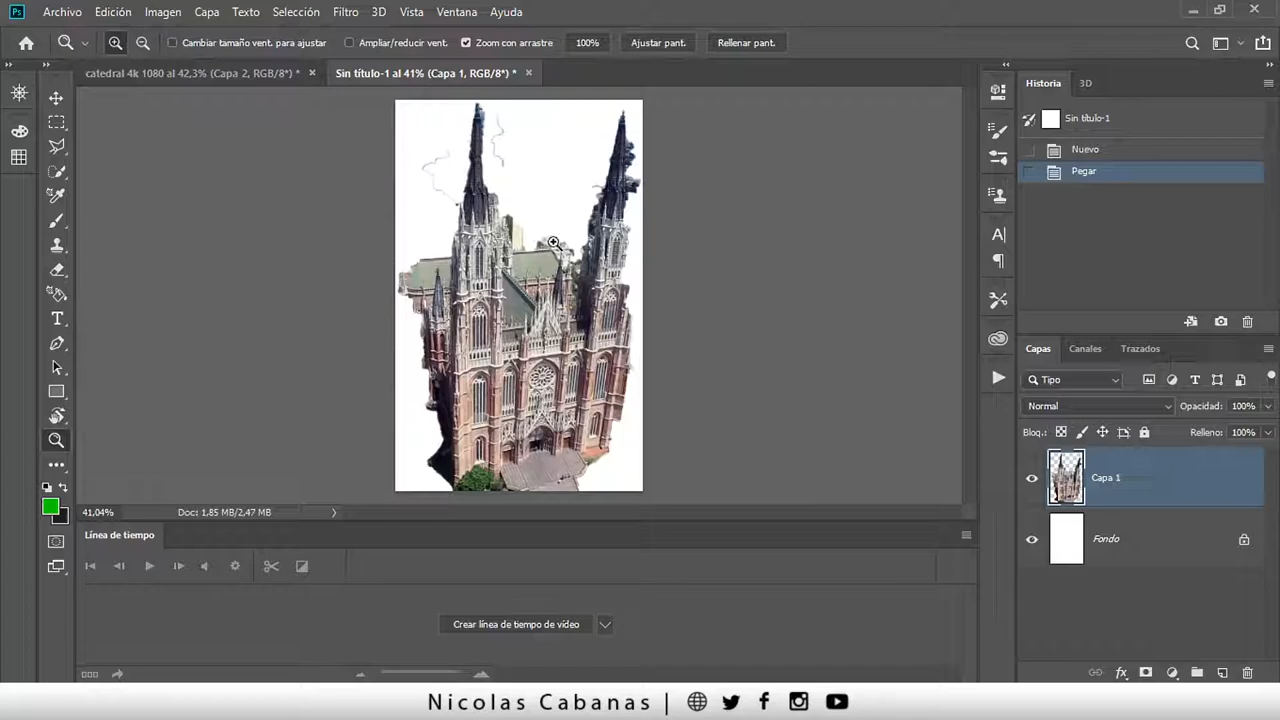 Ps Archivo Edición Imagen Capa Texto Selección Filtro 3D Vista Ventana Ayuda
Cambiar tamaño vent. para ajustar Ampliar/reducir vent. Zoom con arrastre 100% Ajustar pant. Rellenar pant.
catedral 4k 1080 al 42,3% (Capa 2, RGB/8*) * × Sin título-1 al 41% (Capa 1, RGB/8*) * ×
Historia 3D
Sin título-1
Nuevo
Pegar
Capas Canales Trazados
Tipo
Normal Opacidad: 100%
Bloq.: Relleno: 100%
Capa 1
Fondo
41,04% Doc: 1,85 MB/2,47 MB
Línea de tiempo
Crear línea de tiempo de vídeo
Nicolas Cabanas |